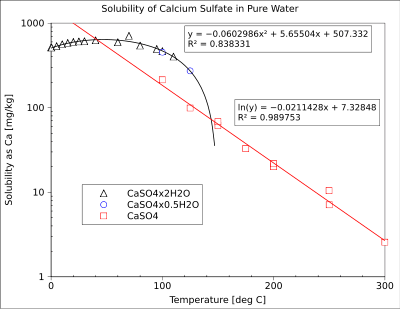 Solubility of Calcium Sulfate in Pure Water
1000
100
10
1
Solubility as Ca [mg/kg]
y = −0.0602986x² + 5.65504x + 507.332
R² = 0.838331
ln(y) = −0.0211428x + 7.32848
R² = 0.989753
CaSO4x2H2O
CaSO4x0.5H2O
CaSO4
0 50 100 150 200 250 300
Temperature [deg C]